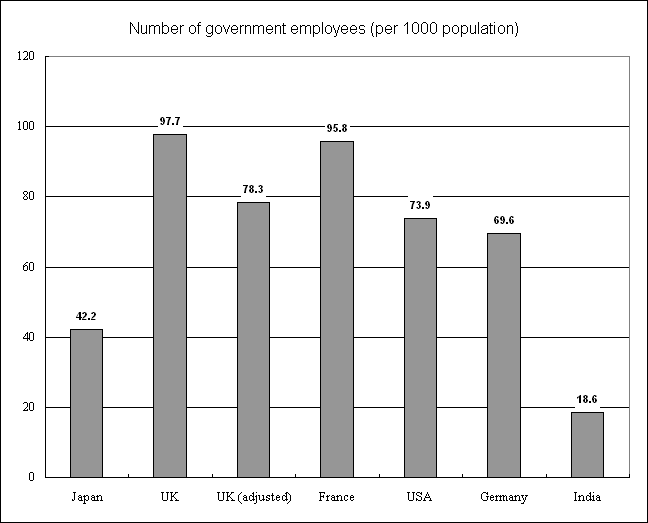 Number of government employees (per 1000 population)
120
100
80
60
40
20
0
42.2
97.7
78.3
95.8
73.9
69.6
18.6
Japan
UK
UK (adjusted)
France
USA
Germany
India